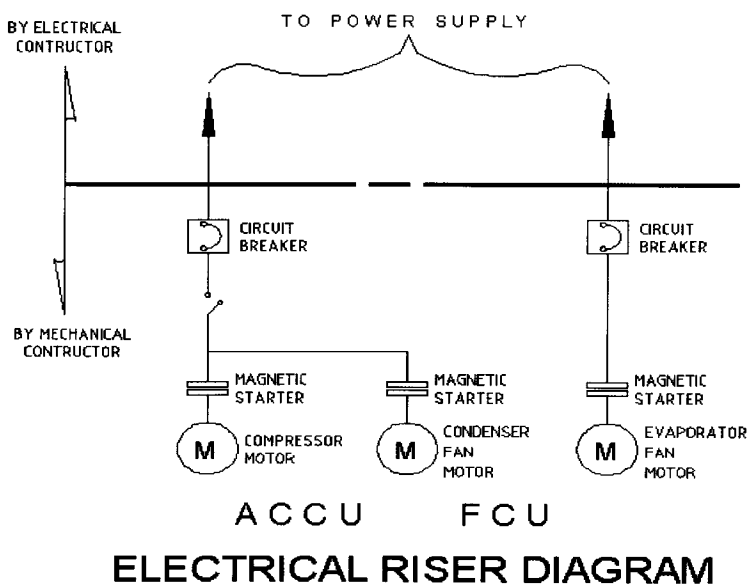 TO POWER SUPPLY
BY ELECTRICAL
CONTRUCTOR
CIRCUIT
BREAKER
CIRCUIT
BREAKER
BY MECHANICAL
CONTRUCTOR
MAGNETIC
STARTER
MAGNETIC
STARTER
MAGNETIC
STARTER
M
COMPRESSOR
MOTOR
M
CONDENSER
FAN
MOTOR
M
EVAPORATOR
FAN
MOTOR
ACCU
FCU
ELECTRICAL RISER DIAGRAM